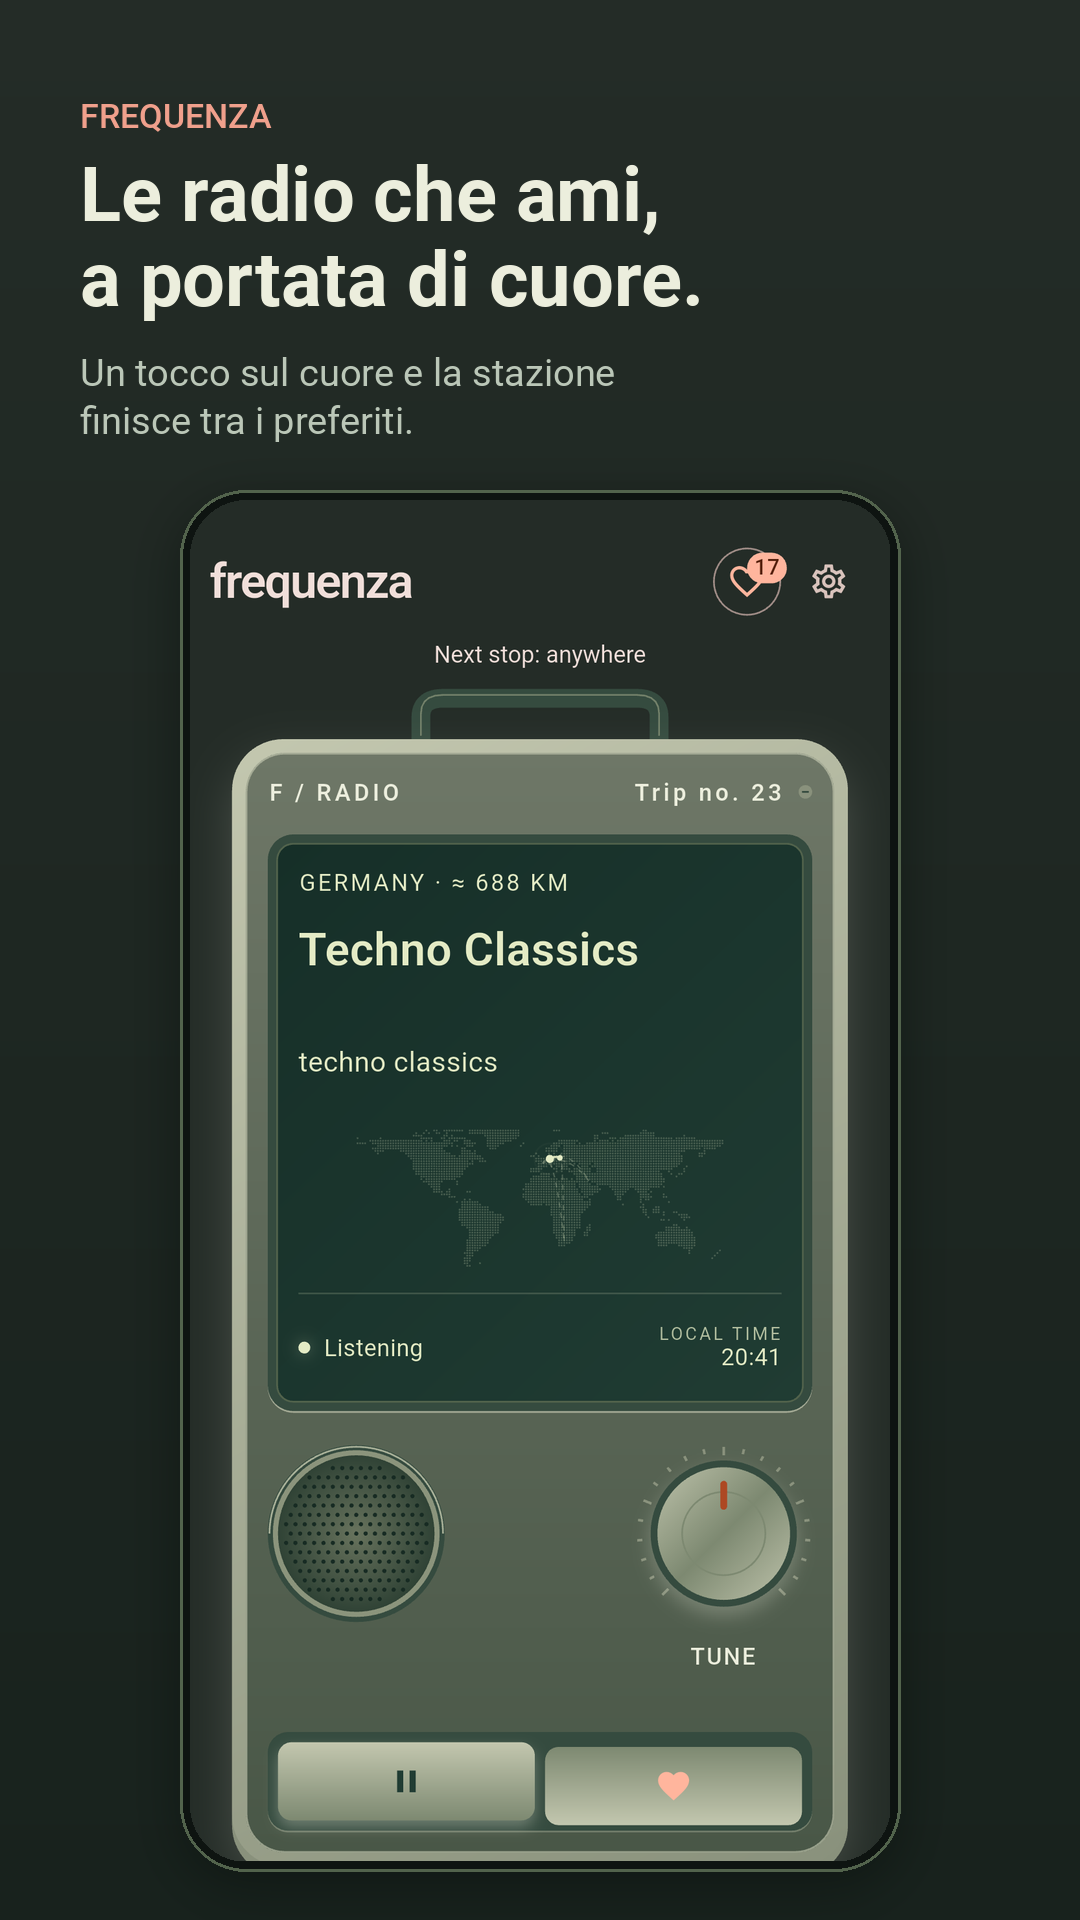 FREQUENZA
Le radio che ami,
a portata di cuore.
Un tocco sul cuore e la stazione
finisce tra i preferiti.
frequenza
17
Next stop: anywhere
F / RADIO
Trip no. 23
GERMANY · ≈ 688 KM
Techno Classics
techno classics
Listening
LOCAL TIME
20:41
TUNE